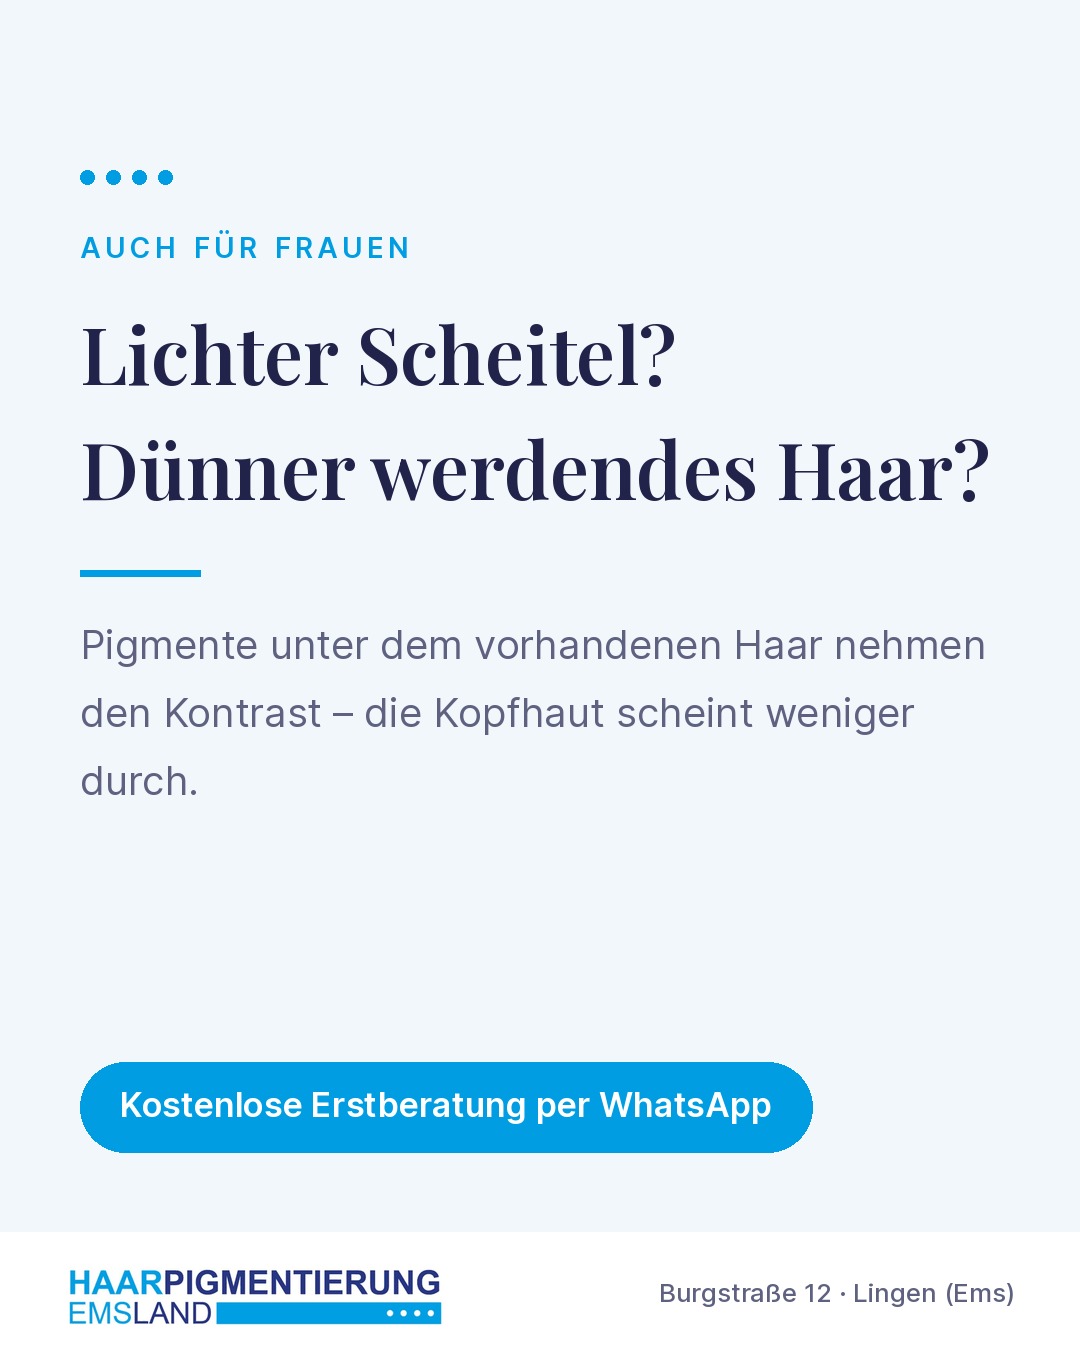 AUCH FÜR FRAUEN
Lichter Scheitel?
Dünner werdendes Haar?
Pigmente unter dem vorhandenen Haar nehmen
den Kontrast – die Kopfhaut scheint weniger
durch.
Kostenlose Erstberatung per WhatsApp
HAARPIGMENTIERUNG
EMSLAND
Burgstraße 12 · Lingen (Ems)